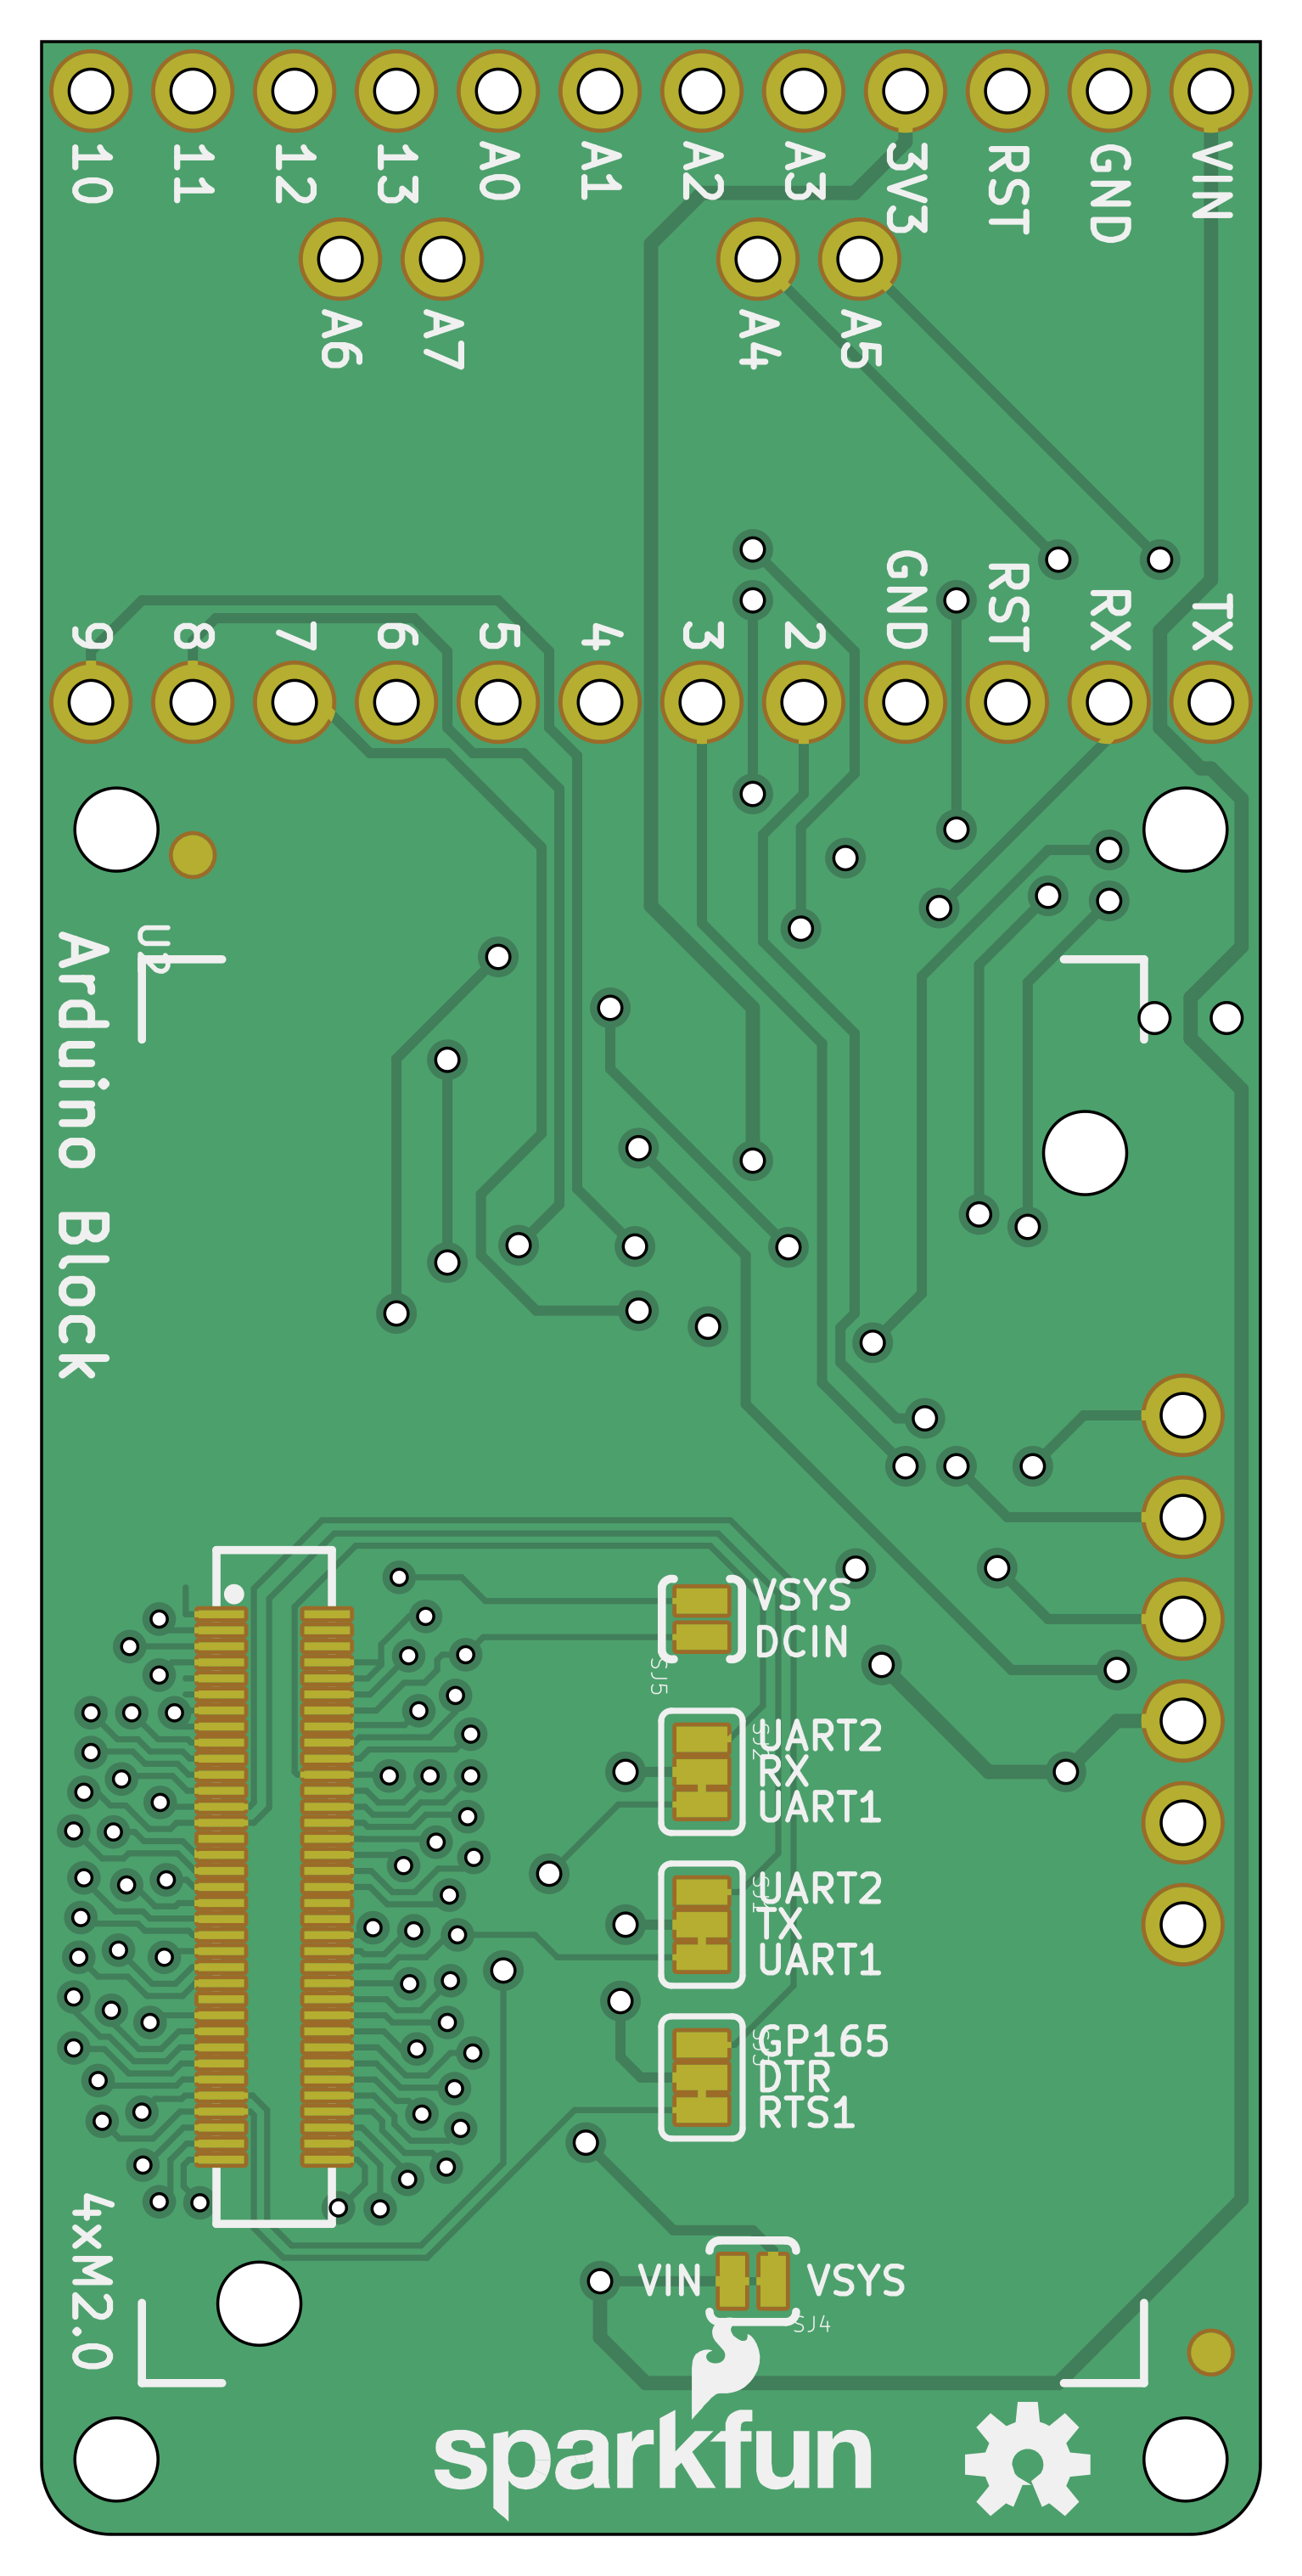 10 11 12 13 A0 A1 A2 A3 3V3 RST GND VIN
A6 A7 A4 A5
9 8 7 6 5 4 3 2 GND RST RX TX
U2
Arduino Block
VSYS
DCIN
SJ5
UART2
SJ2
RX
UART1
UART2
SJ1
TX
UART1
GP165
SJ3
DTR
RTS1
4xM2.0
VIN VSYS
SJ4
sparkfun